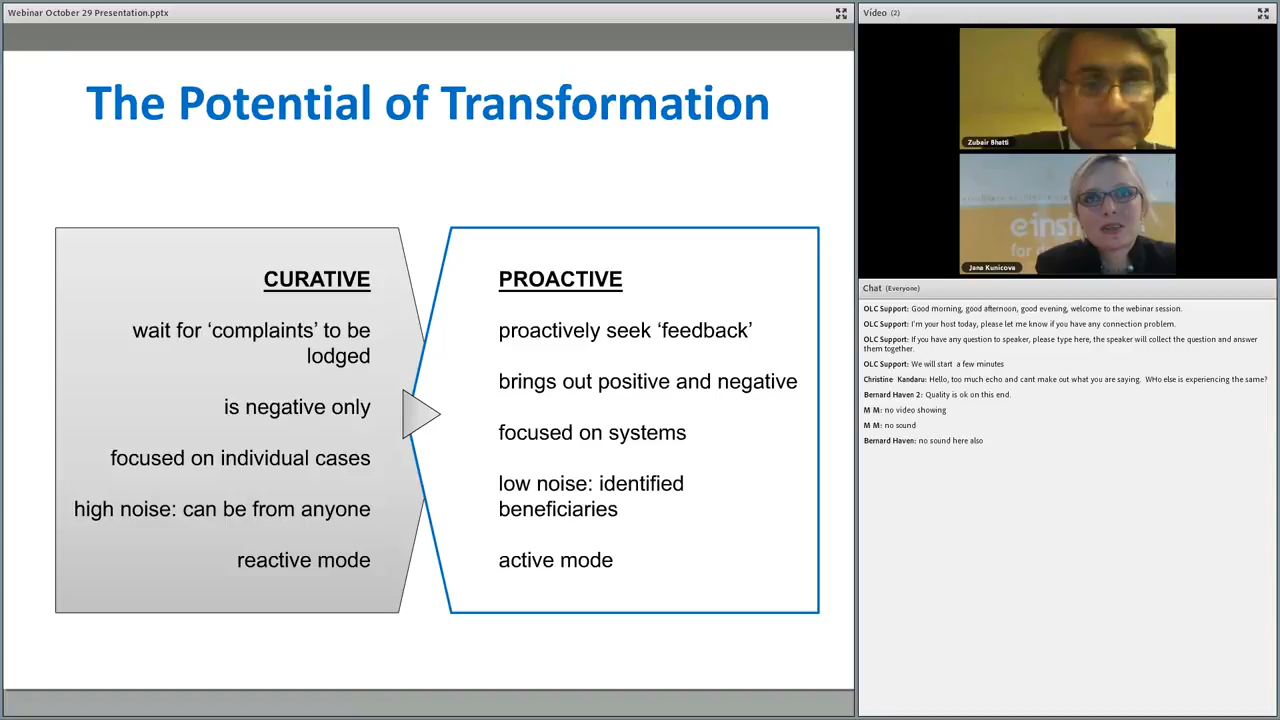 Webinar October 29 Presentation.pptx
The Potential of Transformation
CURATIVE
wait for ‘complaints’ to be
lodged
is negative only
focused on individual cases
high noise: can be from anyone
reactive mode
PROACTIVE
proactively seek ‘feedback’
brings out positive and negative
focused on systems
low noise: identified
beneficiaries
active mode
Vídeo (2)
Zubair Bhatti
for d
Jana Kunicova
Chat (Everyone)
OLC Support: Good morning, good afternoon, good evening, welcome to the webinar session.
OLC Support: I'm your host today, please let me know if you have any connection problem.
OLC Support: If you have any question to speaker, please type here, the speaker will collect the question and answer
them together.
OLC Support: We will start a few minutes
Christine Kandaru: Hello, too much echo and cant make out what you are saying. WHo else is experiencing the same?
Bernard Haven 2: Quality is ok on this end.
M M: no video showing
M M: no sound
Bernard Haven: no sound here also